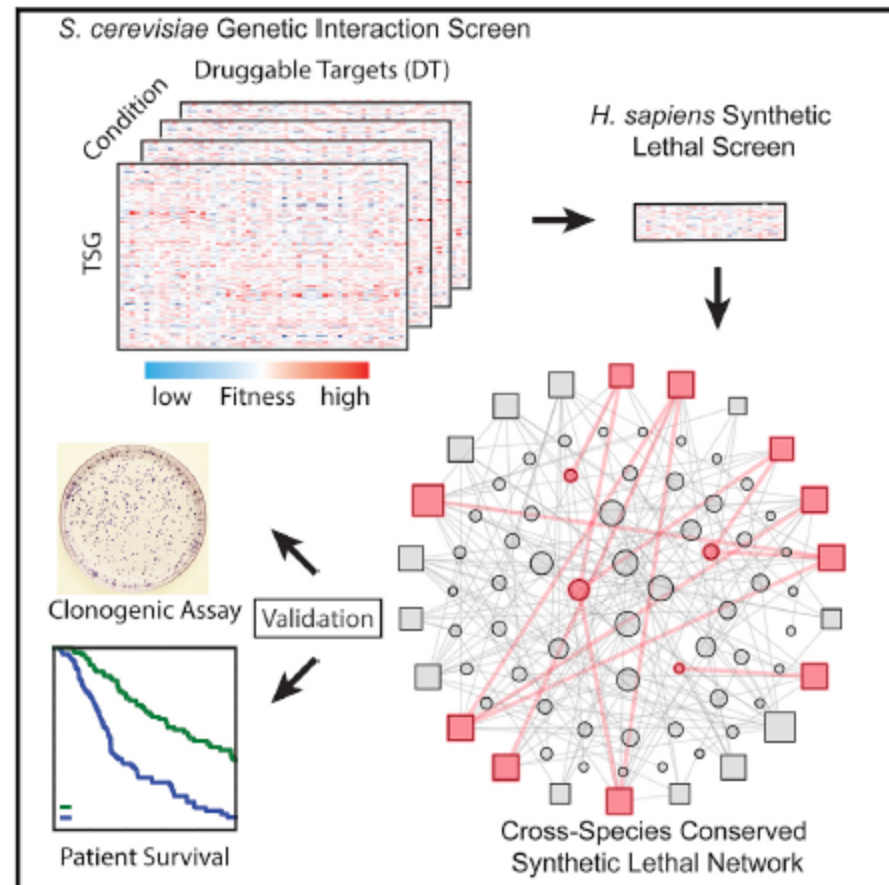 S. cerevisiae Genetic Interaction Screen
Druggable Targets (DT)
Condition
TSG
low Fitness high
H. sapiens Synthetic
Lethal Screen
Clonogenic Assay
Validation
Patient Survival
Cross-Species Conserved
Synthetic Lethal Network